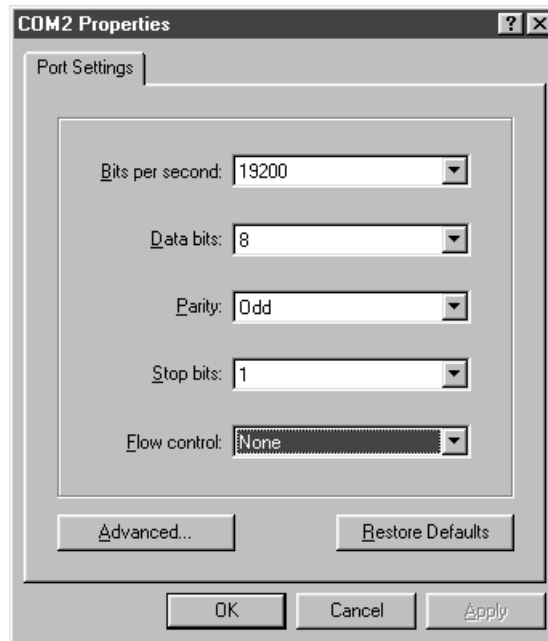 COM2 Properties
Port Settings
Bits per second: 19200
Data bits: 8
Parity: Odd
Stop bits: 1
Flow control: None
Advanced... Restore Defaults
OK Cancel Apply